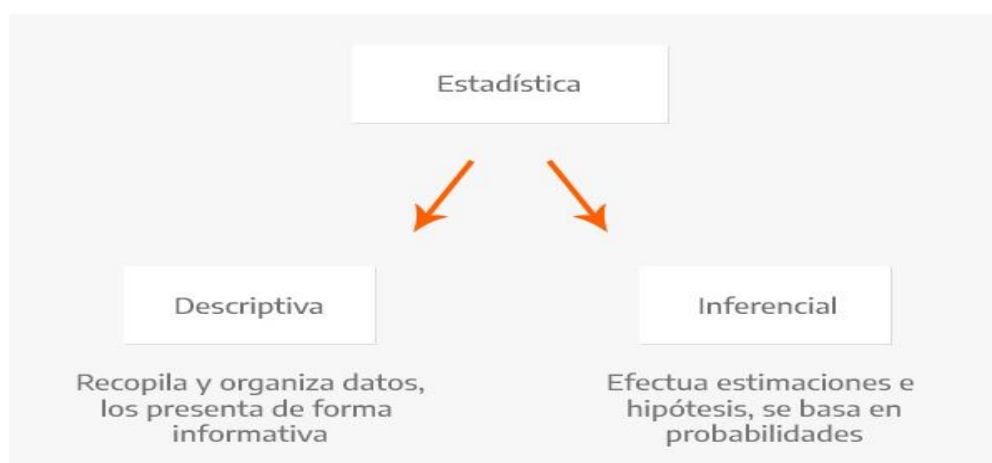 Estadística
Descriptiva
Recopila y organiza datos,
los presenta de forma
informativa
Inferencial
Efectua estimaciones e
hipótesis, se basa en
probabilidades